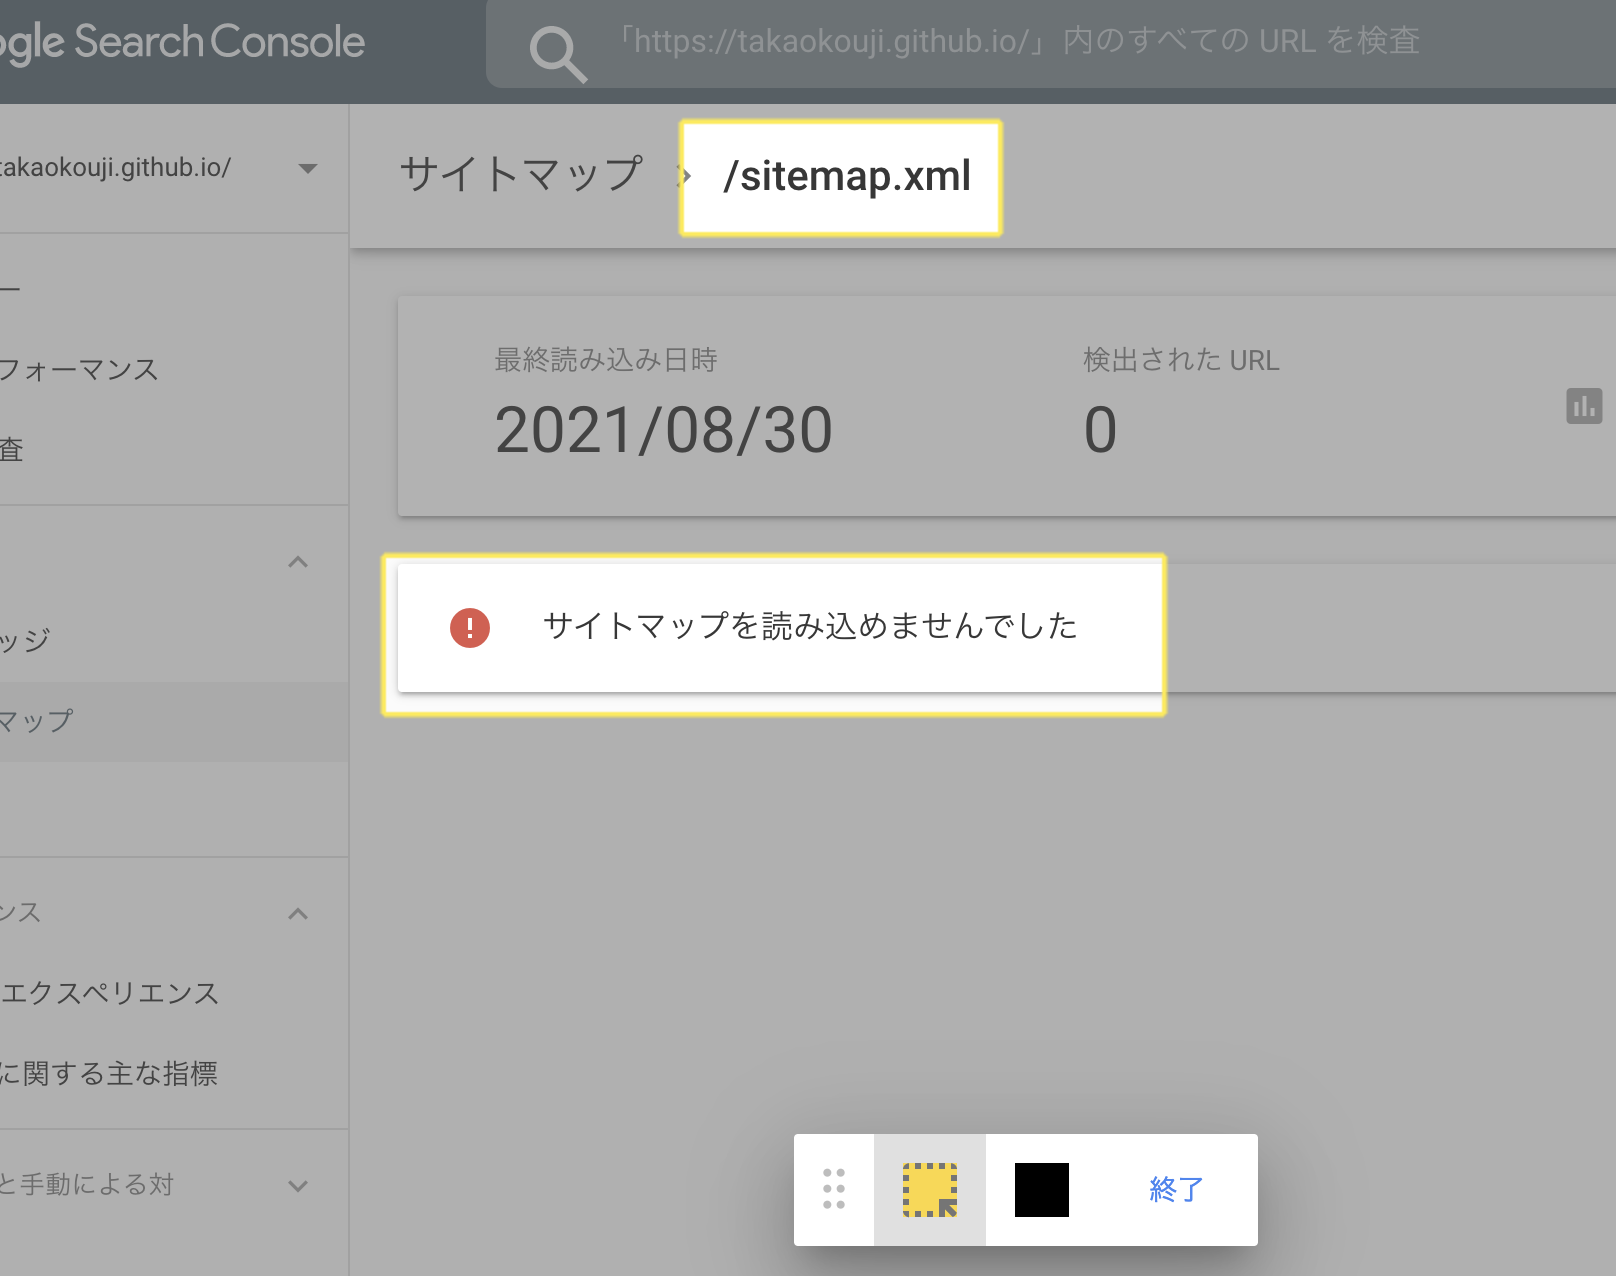 ogle Search Console
「https://takaokouji.github.io/」内のすべての URL を検査
takaokouji.github.io/
サイトマップ
/sitemap.xml
ー
フォーマンス
査
ッジ
マップ
ンス
エクスペリエンス
に関する主な指標
と手動による対
最終読み込み日時
2021/08/30
検出された URL
0
サイトマップを読み込めませんでした
終了